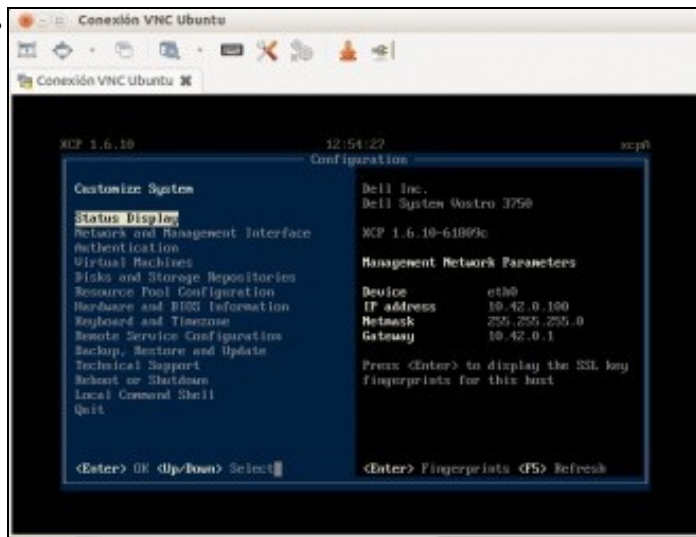 Conexión VNC Ubuntu
Conexión VNC Ubuntu
XCP 1.6.10 12:54:27 xcpA
Configuration
Customize System
Status Display
Network and Management Interface
Authentication
Virtual Machines
Disks and Storage Repositories
Resource Pool Configuration
Hardware and BIOS Information
Keyboard and Timezone
Remote Service Configuration
Backup, Restore and Update
Technical Support
Reboot or Shutdown
Local Command Shell
Quit
<Enter> OK <Up/Down> Select
Dell Inc.
Dell System Vostro 3750
XCP 1.6.10-61809c
Management Network Parameters
Device eth0
IP address 10.42.0.100
Netmask 255.255.255.0
Gateway 10.42.0.1
Press <Enter> to display the SSL key
fingerprints for this host
<Enter> Fingerprints <F5> Refresh